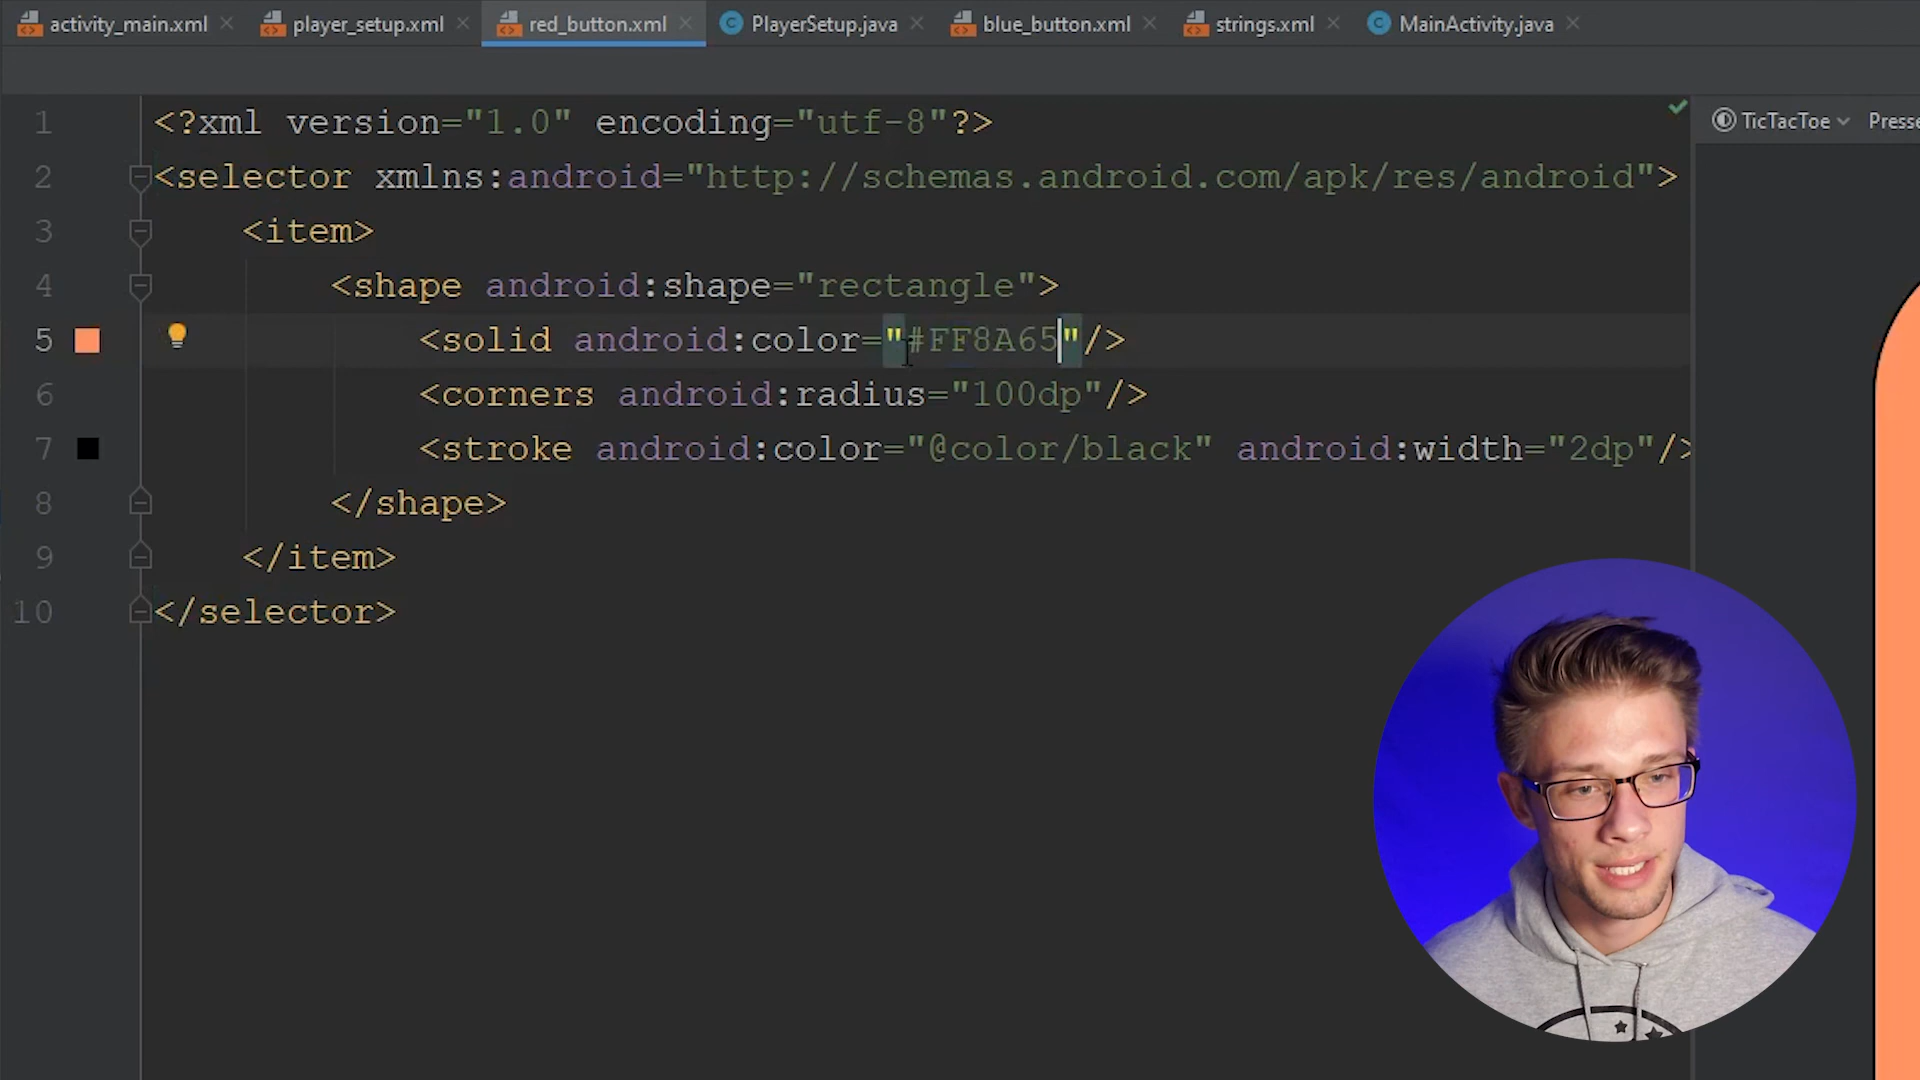 activity_main.xml player_setup.xml red_button.xml PlayerSetup.java blue_button.xml strings.xml MainActivity.java
TicTacToe Presse
1 <?xml version="1.0" encoding="utf-8"?>
2 <selector xmlns:android="http://schemas.android.com/apk/res/android">
3 <item>
4 <shape android:shape="rectangle">
5 <solid android:color="#FF8A65"/>
6 <corners android:radius="100dp"/>
7 <stroke android:color="@color/black" android:width="2dp"/>
8 </shape>
9 </item>
10 </selector>